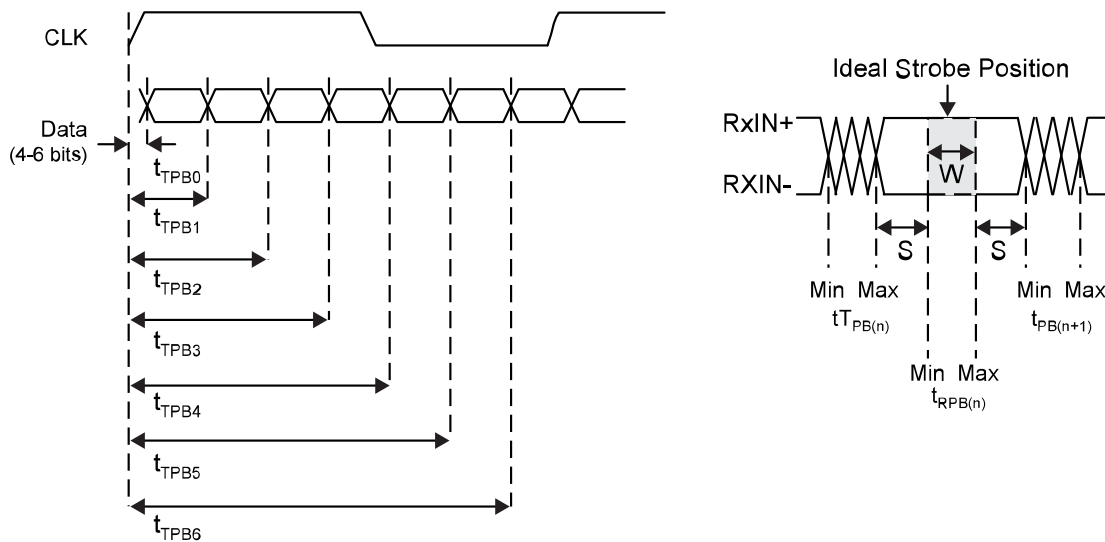 CLK
Data
(4-6 bits)
tTPB0
tTPB1
tTPB2
tTPB3
tTPB4
tTPB5
tTPB6
Ideal Strobe Position
RxIN+
W
RXIN-
S S
Min Max Min Max
tTPB(n) tPB(n+1)
Min Max
tRPB(n)